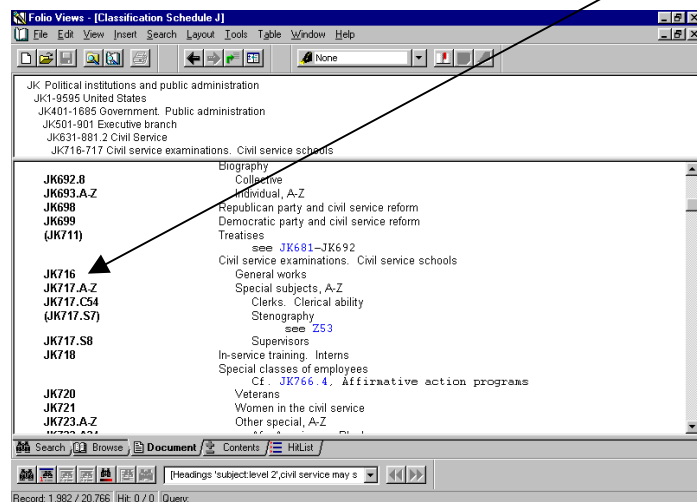 Folio Views - [Classification Schedule J]
File Edit View Insert Search Layout Tools Table Window Help
None
JK Political institutions and public administration
JK1-9595 United States
JK401-1685 Government. Public administration
JK501-901 Executive branch
JK631-881.2 Civil Service
JK716-717 Civil service examinations. Civil service schools
Biography
JK692.8 Collective
JK693.A-Z Individual, A-Z
JK698 Republican party and civil service reform
JK699 Democratic party and civil service reform
(JK711) Treatises
see JK681-JK692
Civil service examinations. Civil service schools
JK716 General works
JK717.A-Z Special subjects, A-Z
JK717.C54 Clerks. Clerical ability
(JK717.S7) Stenography
see Z53
JK717.S8 Supervisors
JK718 In-service training. Interns
Special classes of employees
Cf. JK766.4, Affirmative action programs
JK720 Veterans
JK721 Women in the civil service
JK723.A-Z Other special, A-Z
Search Browse Document Contents HitList
[Headings 'subject:level 2',civil service may s
Record: 1,982 / 20,766 Hit: 0 / 0 Query: